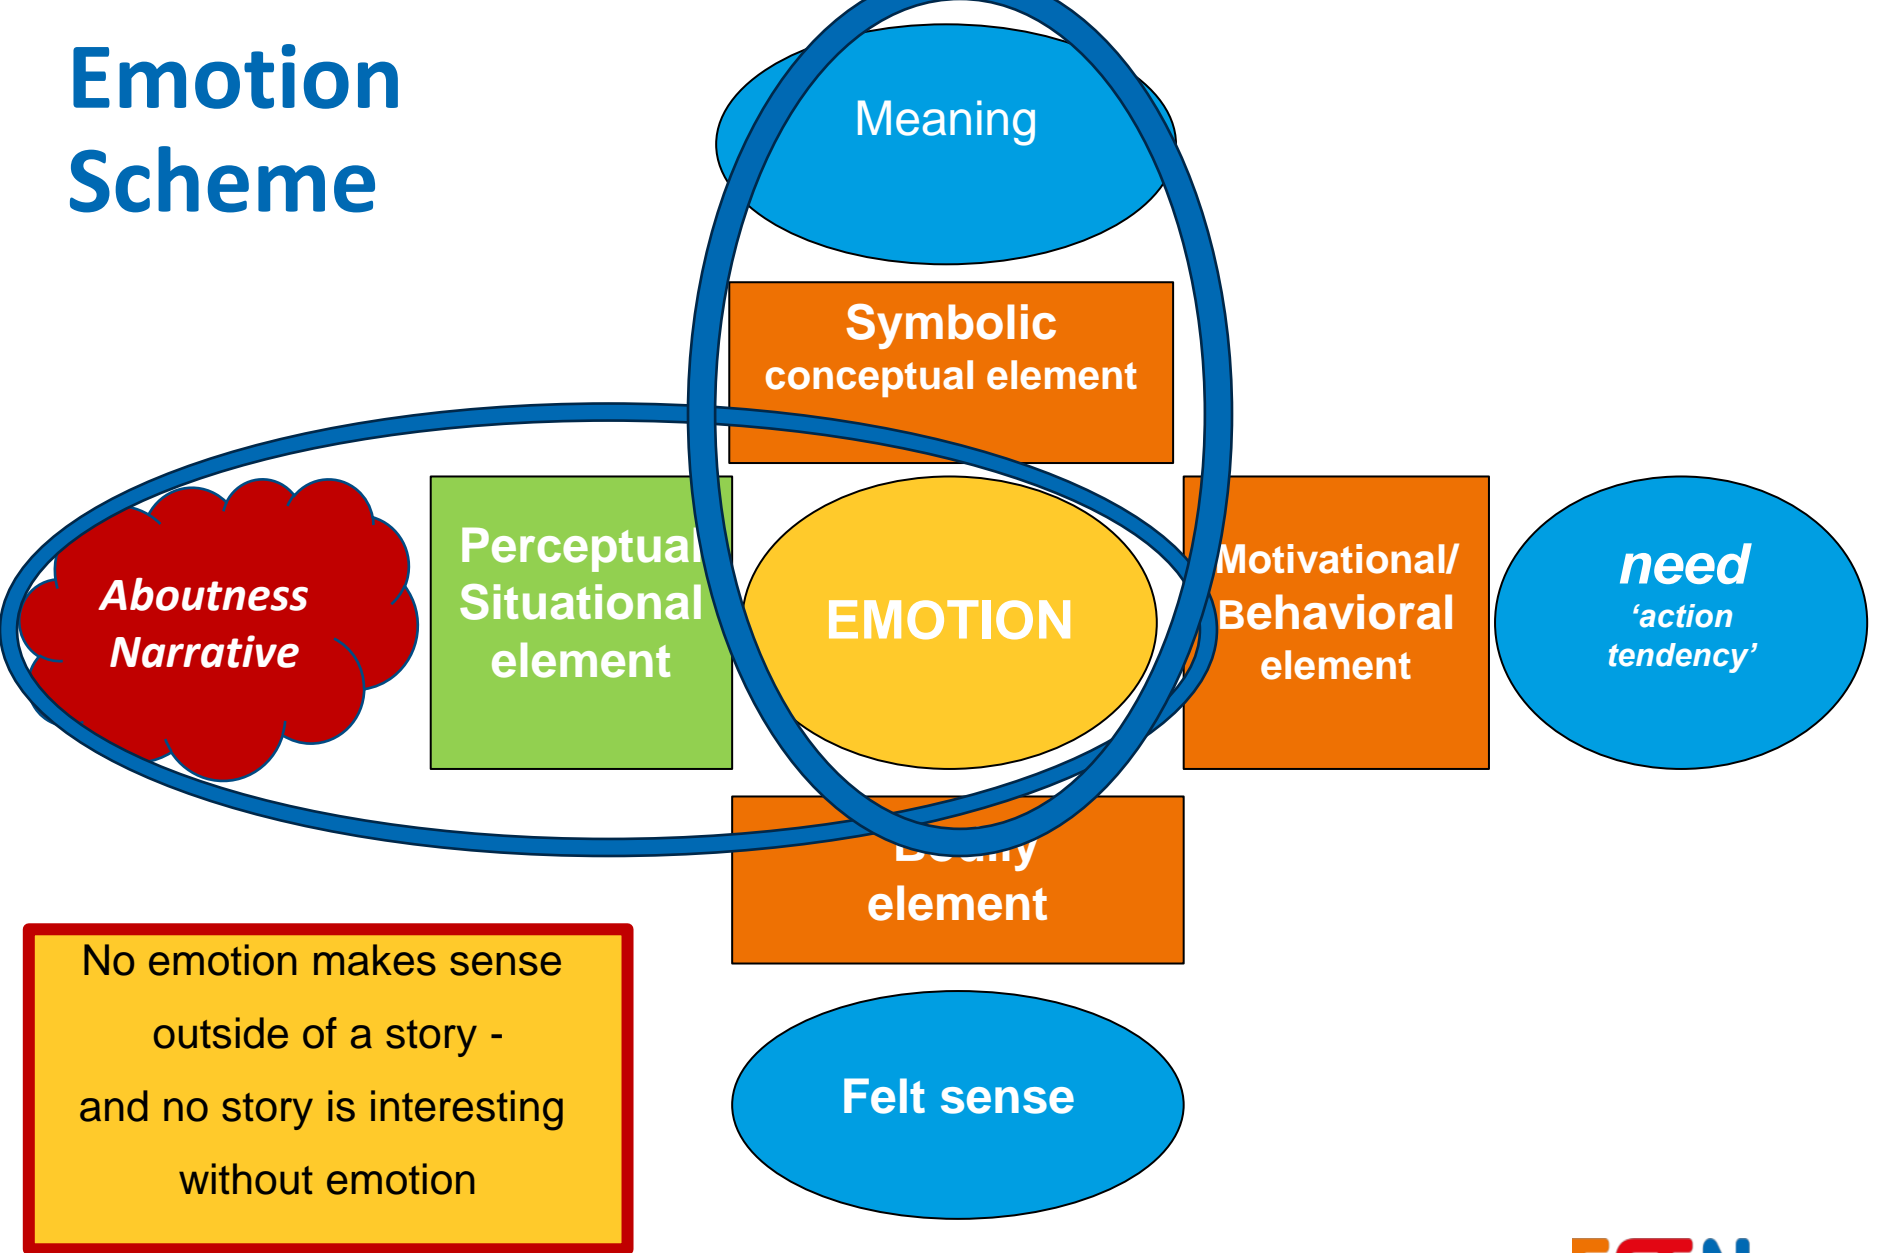 Emotion
Scheme
Meaning
Symbolic
conceptual element
Aboutness
Narrative
Perceptual
Situational
element
EMOTION
Motivational/
Behavioral
element
need
‘action
tendency’
Bodily
element
No emotion makes sense
outside of a story -
and no story is interesting
without emotion
Felt sense